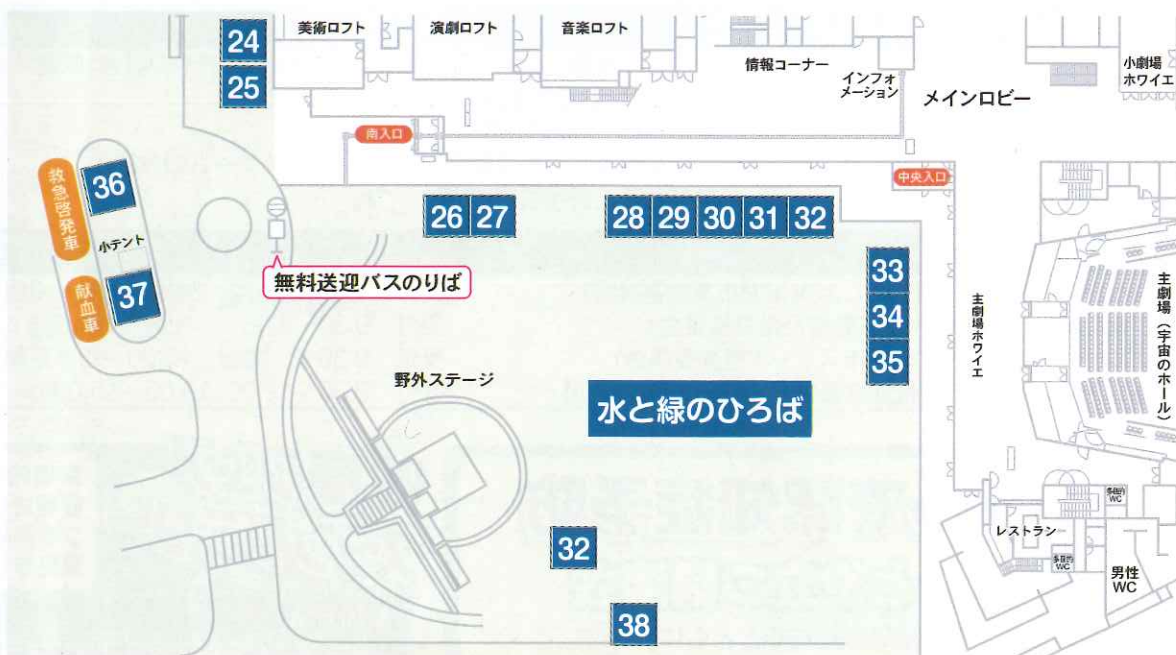 24
25
美術ロフト
演劇ロフト
音楽ロフト
情報コーナー
インフォ
メーション
メインロビー
小劇場
ホワイエ
南入口
中央入口
救急啓発車
36
小テント
献血車
37
無料送迎バスのりば
26
27
28
29
30
31
32
33
34
35
主劇場ホワイエ
主劇場(宇宙のホール)
野外ステージ
水と緑のひろば
32
38
レストラン
多目的
WC
多目的
WC
男性
WC